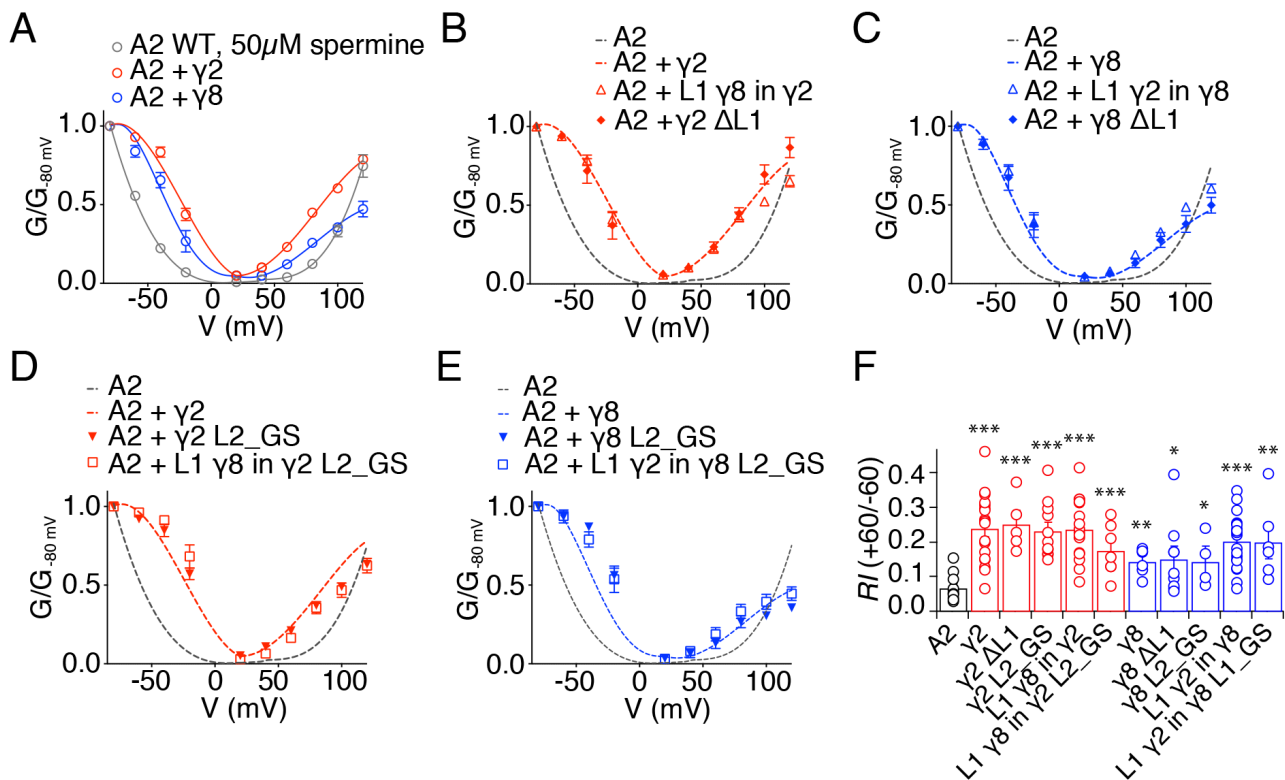 A
A2 WT, 50µM spermine
A2 + γ2
A2 + γ8
1.0
0.5
0.0
G/G-80 mV
-50
0
50
100
V (mV)
B
A2
A2 + γ2
A2 + L1 γ8 in γ2
A2 +γ2 ΔL1
1.0
0.5
0.0
G/G-80 mV
-50
0
50
100
V (mV)
C
A2
A2 + γ8
A2 + L1 γ2 in γ8
A2 + γ8 ΔL1
1.0
0.5
0.0
G/G-80 mV
-50
0
50
100
V (mV)
D
A2
A2 + γ2
A2 + γ2 L2_GS
A2 + L1 γ8 in γ2 L2_GS
1.0
0.5
0.0
G/G-80 mV
-50
0
50
100
V (mV)
E
A2
A2 + γ8
A2 + γ8 L2_GS
A2 + L1 γ2 in γ8 L2_GS
1.0
0.5
0.0
G/G-80 mV
-50
0
50
100
V (mV)
F
***
***
***
***
***
**
*
*
***
**
0.4
0.3
0.2
0.1
0.0
RI (+60/-60)
A2
γ2
γ2 ΔL1
γ2 L2_GS
L1 γ8 in γ2
L1 γ8 in γ2 L2_GS
γ8
γ8 ΔL1
γ8 L2_GS
L1 γ2 in γ8
L1 γ2 in γ8 L1_GS